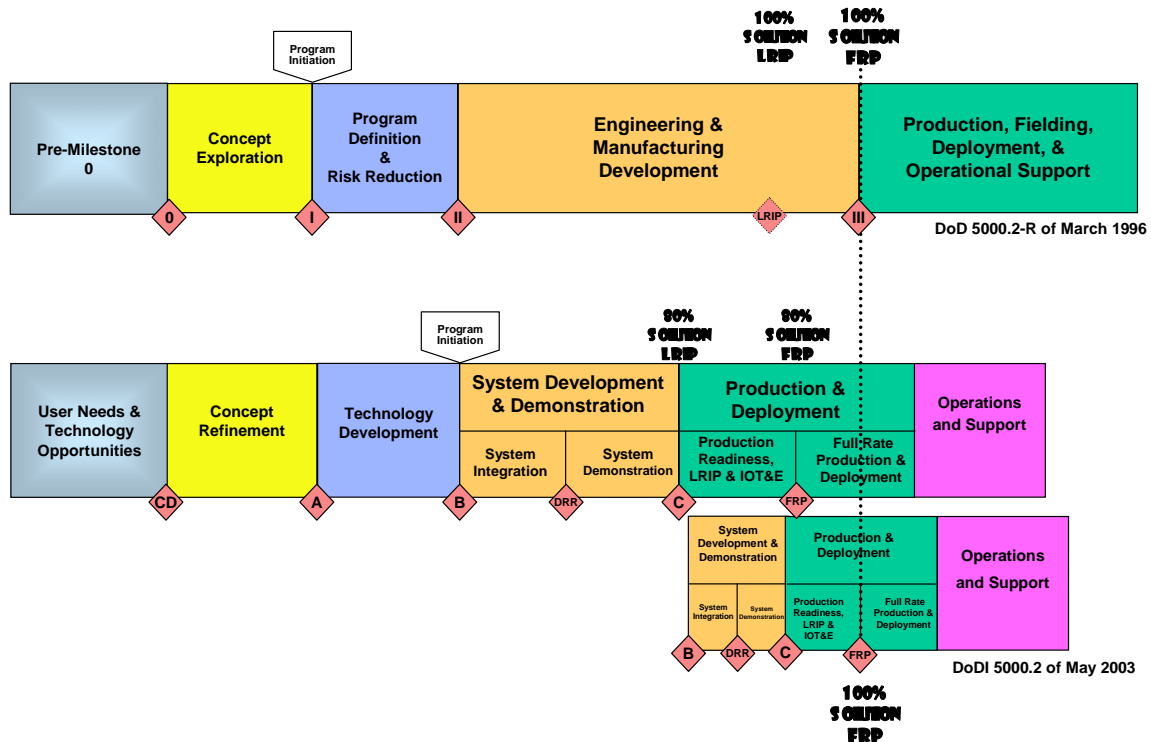 100%
SOLUTION
LRIP
100%
SOLUTION
FRP
Program
Initiation
Pre-Milestone
0
Concept
Exploration
Program
Definition
&
Risk Reduction
Engineering &
Manufacturing
Development
Production, Fielding,
Deployment, &
Operational Support
0
I
II
LRIP
III
DoD 5000.2-R of March 1996
Program
Initiation
80%
SOLUTION
LRIP
80%
SOLUTION
FRP
User Needs &
Technology
Opportunities
Concept
Refinement
Technology
Development
System Development
& Demonstration
System
Integration
System
Demonstration
Production &
Deployment
Production
Readiness,
LRIP & IOT&E
Full Rate
Production &
Deployment
Operations
and Support
CD
A
B
DRR
C
FRP
System
Development &
Demonstration
System
Integration
System
Demonstration
Production &
Deployment
Production
Readiness,
LRIP &
IOT&E
Full Rate
Production &
Deployment
Operations
and Support
B
DRR
C
FRP
DoDI 5000.2 of May 2003
100%
SOLUTION
FRP